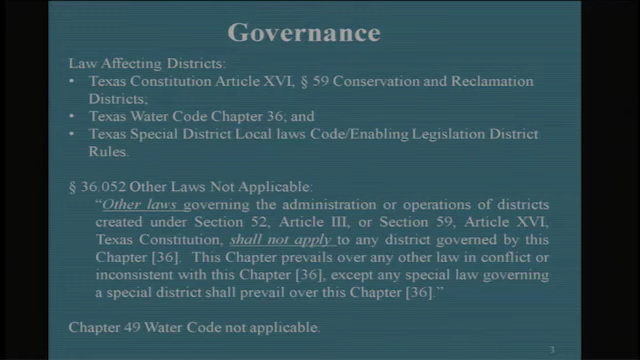 Governance
Law Affecting Districts:
• Texas Constitution Article XVI, § 59 Conservation and Reclamation
Districts;
• Texas Water Code Chapter 36, and
• Texas Special District Local laws Code/Enabling Legislation District
Rules.
§ 36.052 Other Laws Not Applicable:
“Other laws governing the administration or operations of districts
created under Section 52, Article III, or Section 59, Article XVI,
Texas Constitution, shall not apply to any district governed by this
Chapter [36]. This Chapter prevails over any other law in conflict or
inconsistent with this Chapter [36], except any special law governing
a special district shall prevail over this Chapter [36].”
Chapter 49 Water Code not applicable.
3